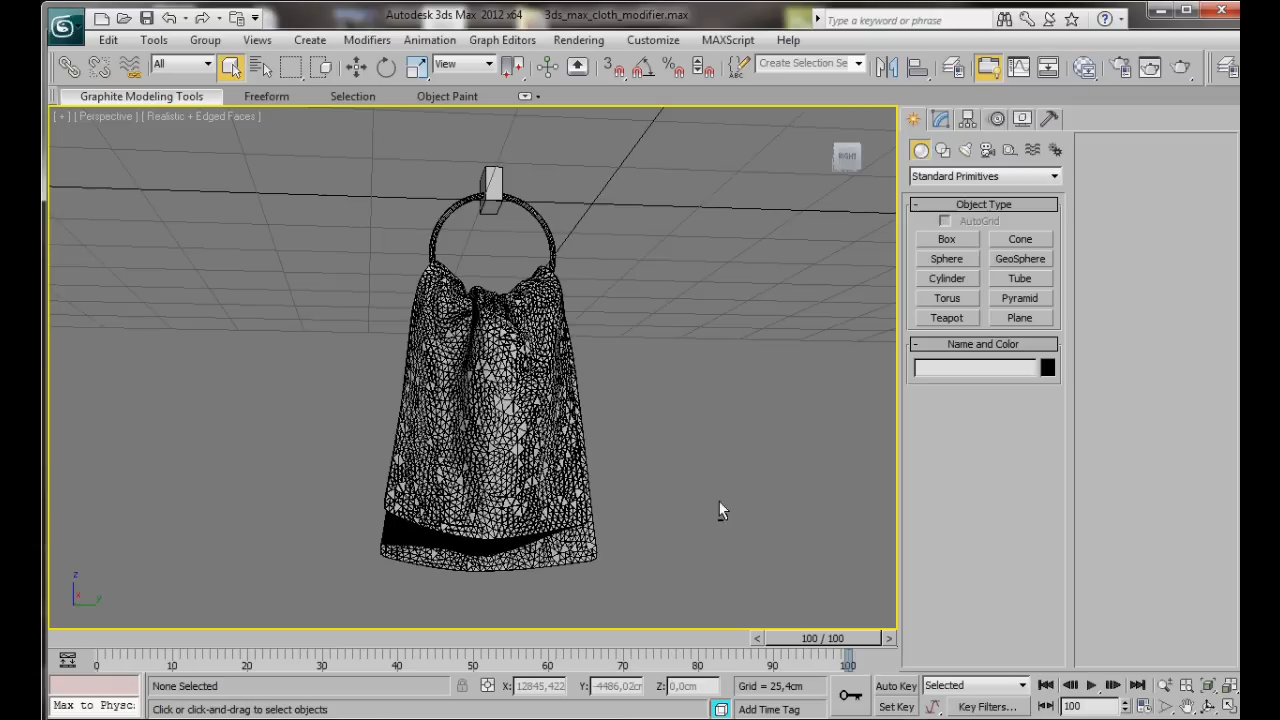 Autodesk 3ds Max 2012 x64 3ds_max_cloth_modifier.max
Type a keyword or phrase
Edit Tools Group Views Create Modifiers Animation Graph Editors Rendering Customize MAXScript Help
All View 3 Create Selection Se
Graphite Modeling Tools Freeform Selection Object Paint
[ + ] [ Perspective ] [ Realistic + Edged Faces ]
RIGHT
Standard Primitives
- Object Type
AutoGrid
Box Cone
Sphere GeoSphere
Cylinder Tube
Torus Pyramid
Teapot Plane
- Name and Color
z
x y
< 100 / 100 >
0 10 20 30 40 50 60 70 80 90 100
None Selected X: 12845,422 Y: -4486,02cm Z: 0,0cm Grid = 25,4cm Auto Key Selected
Max to Physc: Click or click-and-drag to select objects Add Time Tag Set Key Key Filters... 100